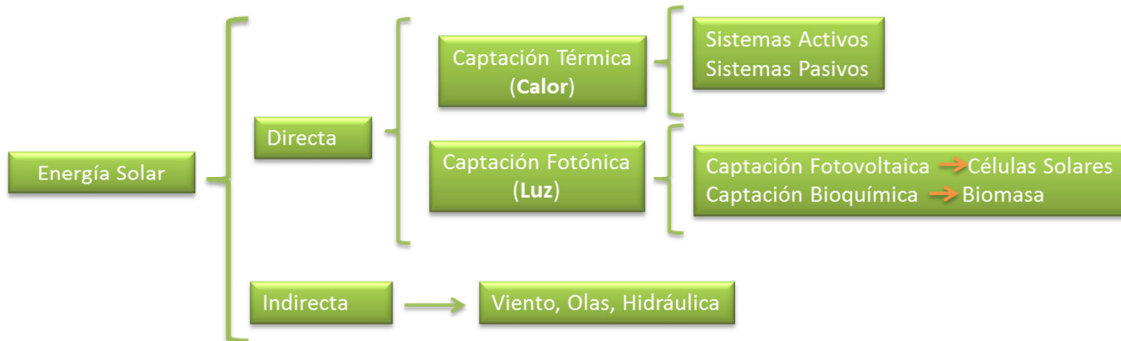 Energía Solar
Directa
Captación Térmica
(Calor)
Sistemas Activos
Sistemas Pasivos
Captación Fotónica
(Luz)
Captación Fotovoltaica → Células Solares
Captación Bioquímica → Biomasa
Indirecta
Viento, Olas, Hidráulica